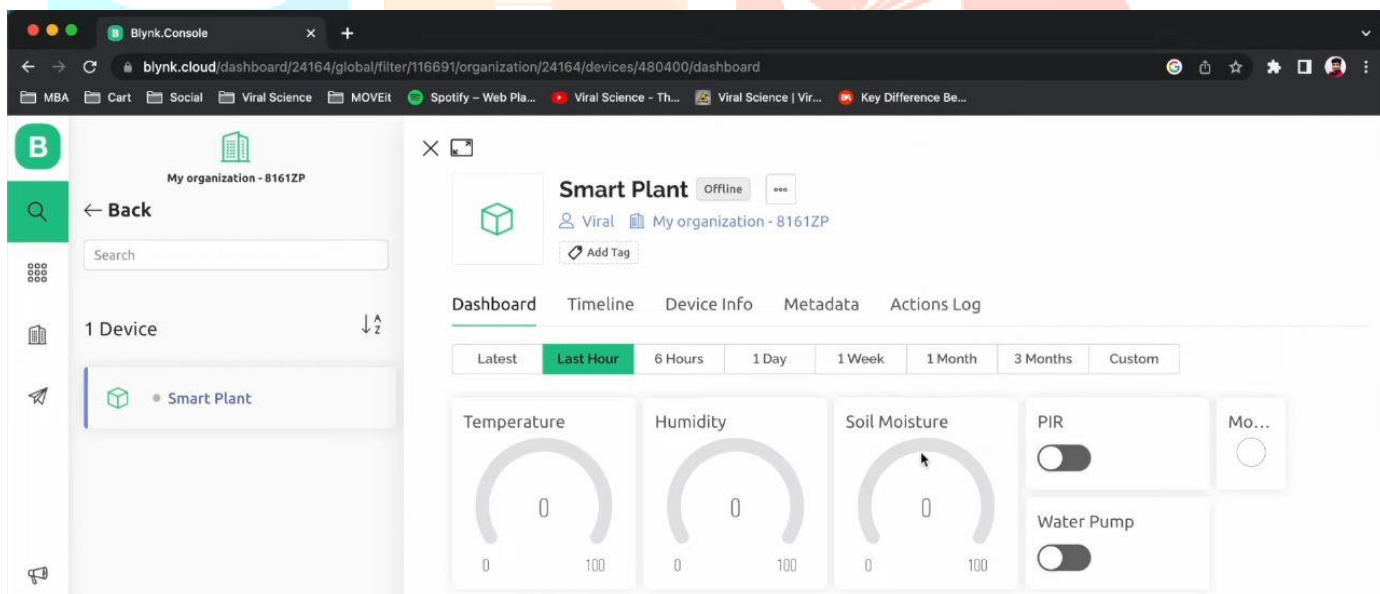 B Blynk.Console
blynk.cloud/dashboard/24164/global/filter/116691/organization/24164/devices/480400/dashboard
MBA Cart Social Viral Science MOVEit Spotify – Web Pla... Viral Science - Th... Viral Science | Vir... Key Difference Be...
B
My organization - 8161ZP
Back
Search
1 Device
A
Z
Smart Plant
Smart Plant Offline
Viral My organization - 8161ZP
Add Tag
Dashboard Timeline Device Info Metadata Actions Log
Latest Last Hour 6 Hours 1 Day 1 Week 1 Month 3 Months Custom
Temperature Humidity Soil Moisture PIR Mo...
0 0 0
Water Pump
0 100 0 100 0 100